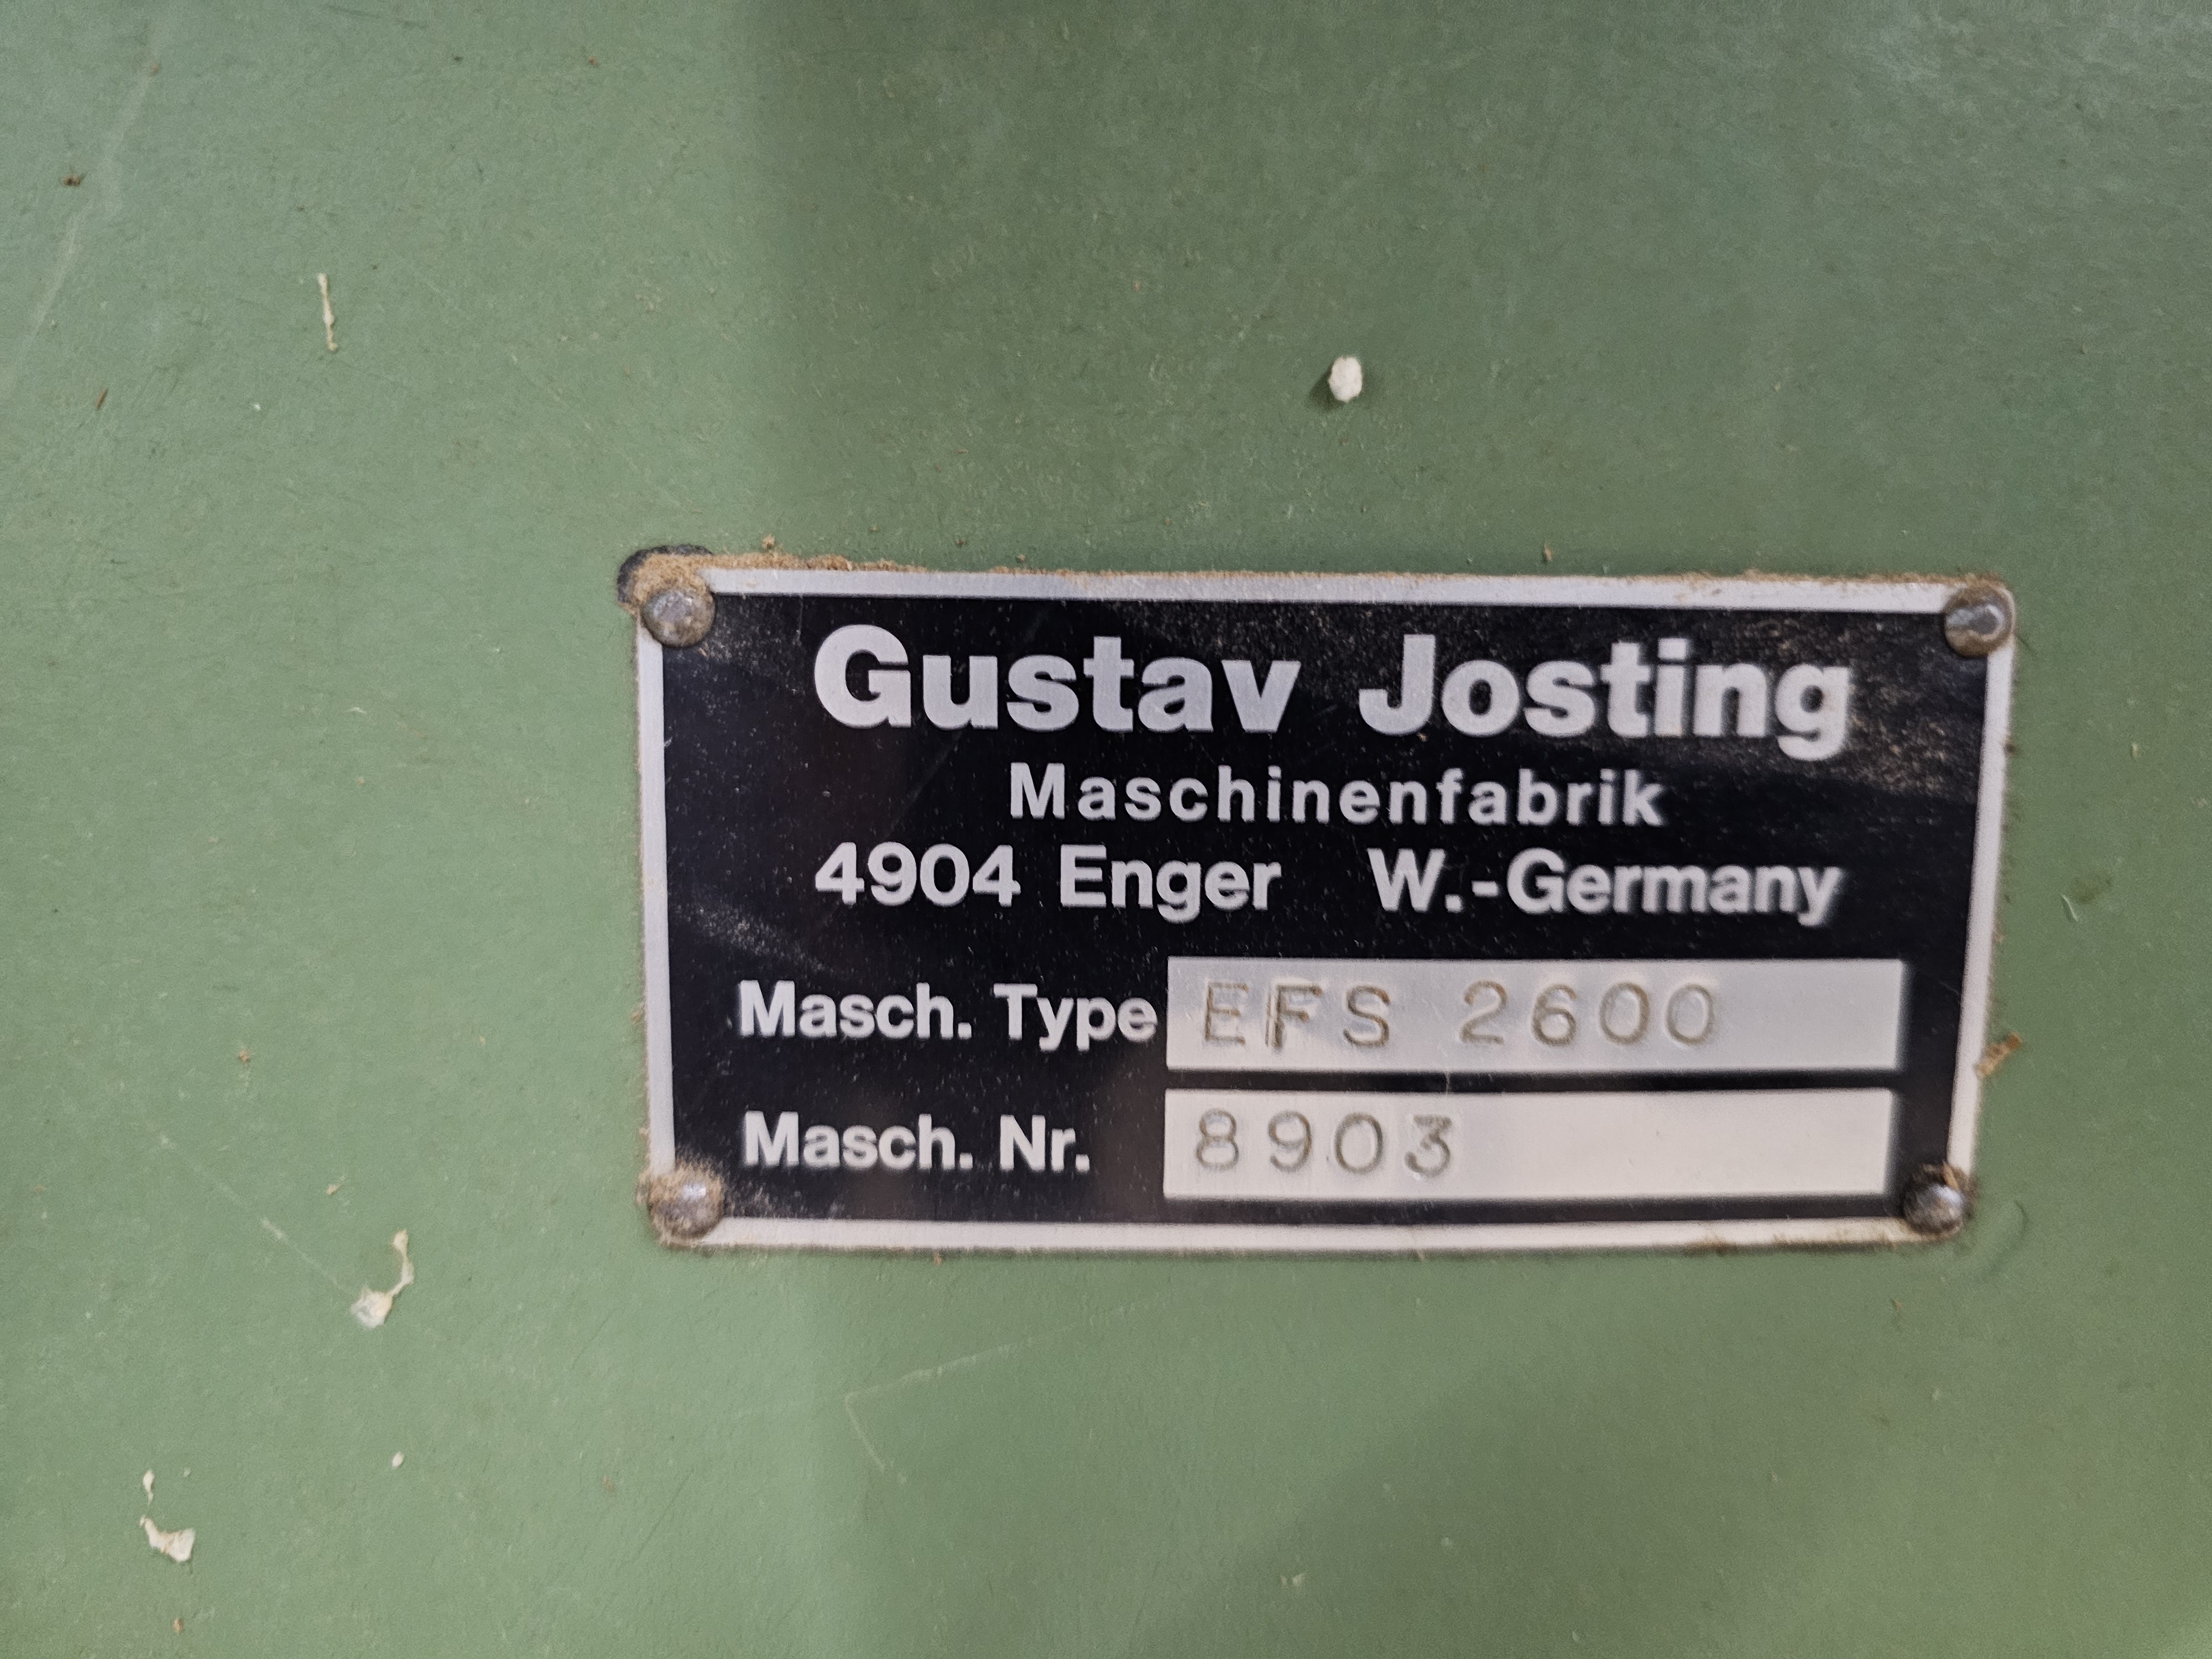 Gustav Josting
Maschinenfabrik
4904 Enger W.-Germany
Masch. Type EFS 2600
Masch. Nr. 8903